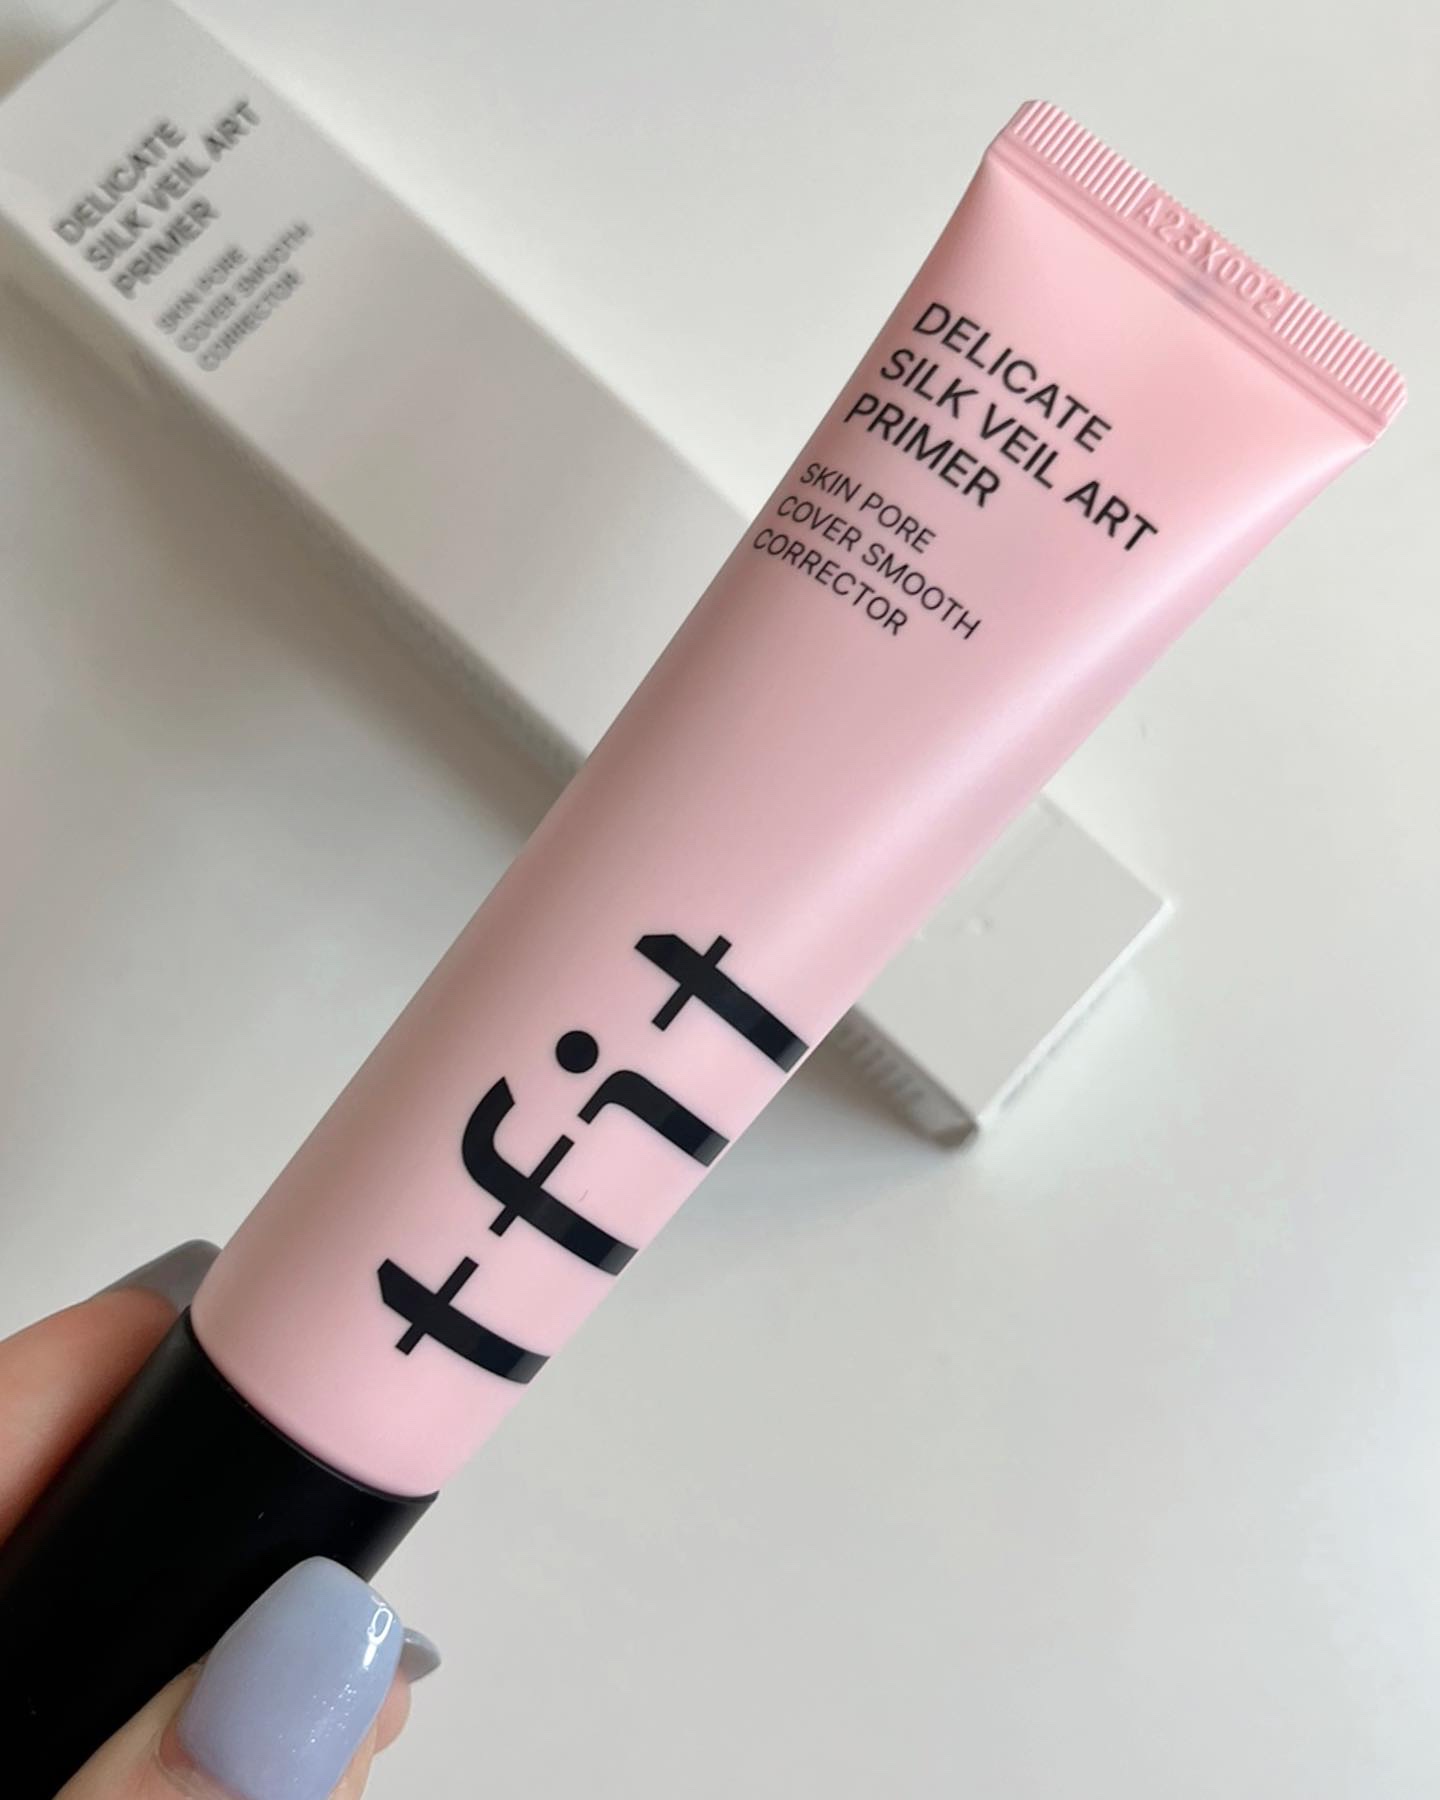 DELICATE
SILK VEIL ART
PRIMER
SKIN PORE
COVER SMOOTH
CORRECTOR
A23X002
DELICATE
SILK VEIL ART
PRIMER
SKIN PORE
COVER SMOOTH
CORRECTOR
tfit